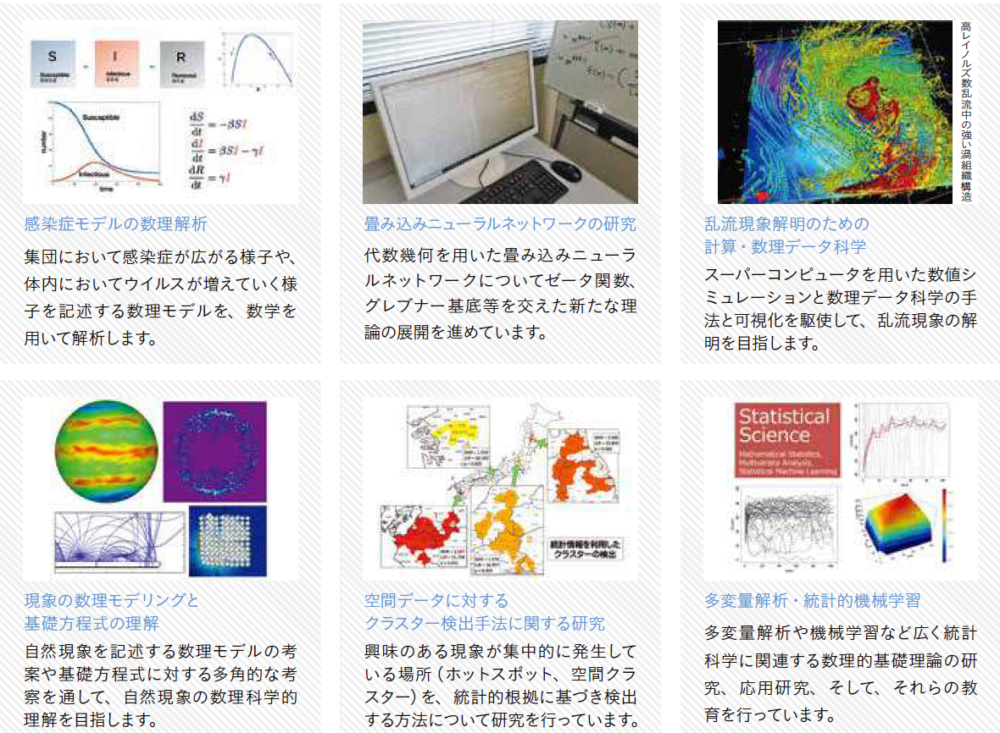 S
I
R
Susceptible
Infectious
Removed
Susceptible
Infectious
number
time
dS/dt = -βSI
dI/dt = βSI - γI
dR/dt = γI
感染症モデルの数理解析
集団において感染症が広がる様子や、
体内においてウイルスが増えていく様
子を記述する数理モデルを、数学を
用いて解析します。
畳み込みニューラルネットワークの研究
代数幾何を用いた畳み込みニューラ
ルネットワークについてゼータ関数、
グレブナー基底等を交えた新たな理
論の展開を進めています。
高レイノルズ数乱流中の強い渦組織構造
乱流現象解明のための
計算・数理データ科学
スーパーコンピュータを用いた数値シ
ミュレーションと数理データ科学の手
法と可視化を駆使して、乱流現象の解
明を目指します。
現象の数理モデリングと
基礎方程式の理解
自然現象を記述する数理モデルの考
案や基礎方程式に対する多角的な考
察を通して、自然現象の数理科学的
理解を目指します。
統計情報を利用した
クラスターの検出
空間データに対する
クラスター検出手法に関する研究
興味のある現象が集中的に発生して
いる場所(ホットスポット、空間クラ
スター)を、統計的根拠に基づき検出
する方法について研究を行っています。
Statistical
Science
Mathematical Statistics,
Multivariate Analysis,
Statistical Machine Learning
多変量解析・統計的機械学習
多変量解析や機械学習など広く統計
科学に関連する数理的基礎理論の研
究、応用研究、そして、それらの教
育を行っています。